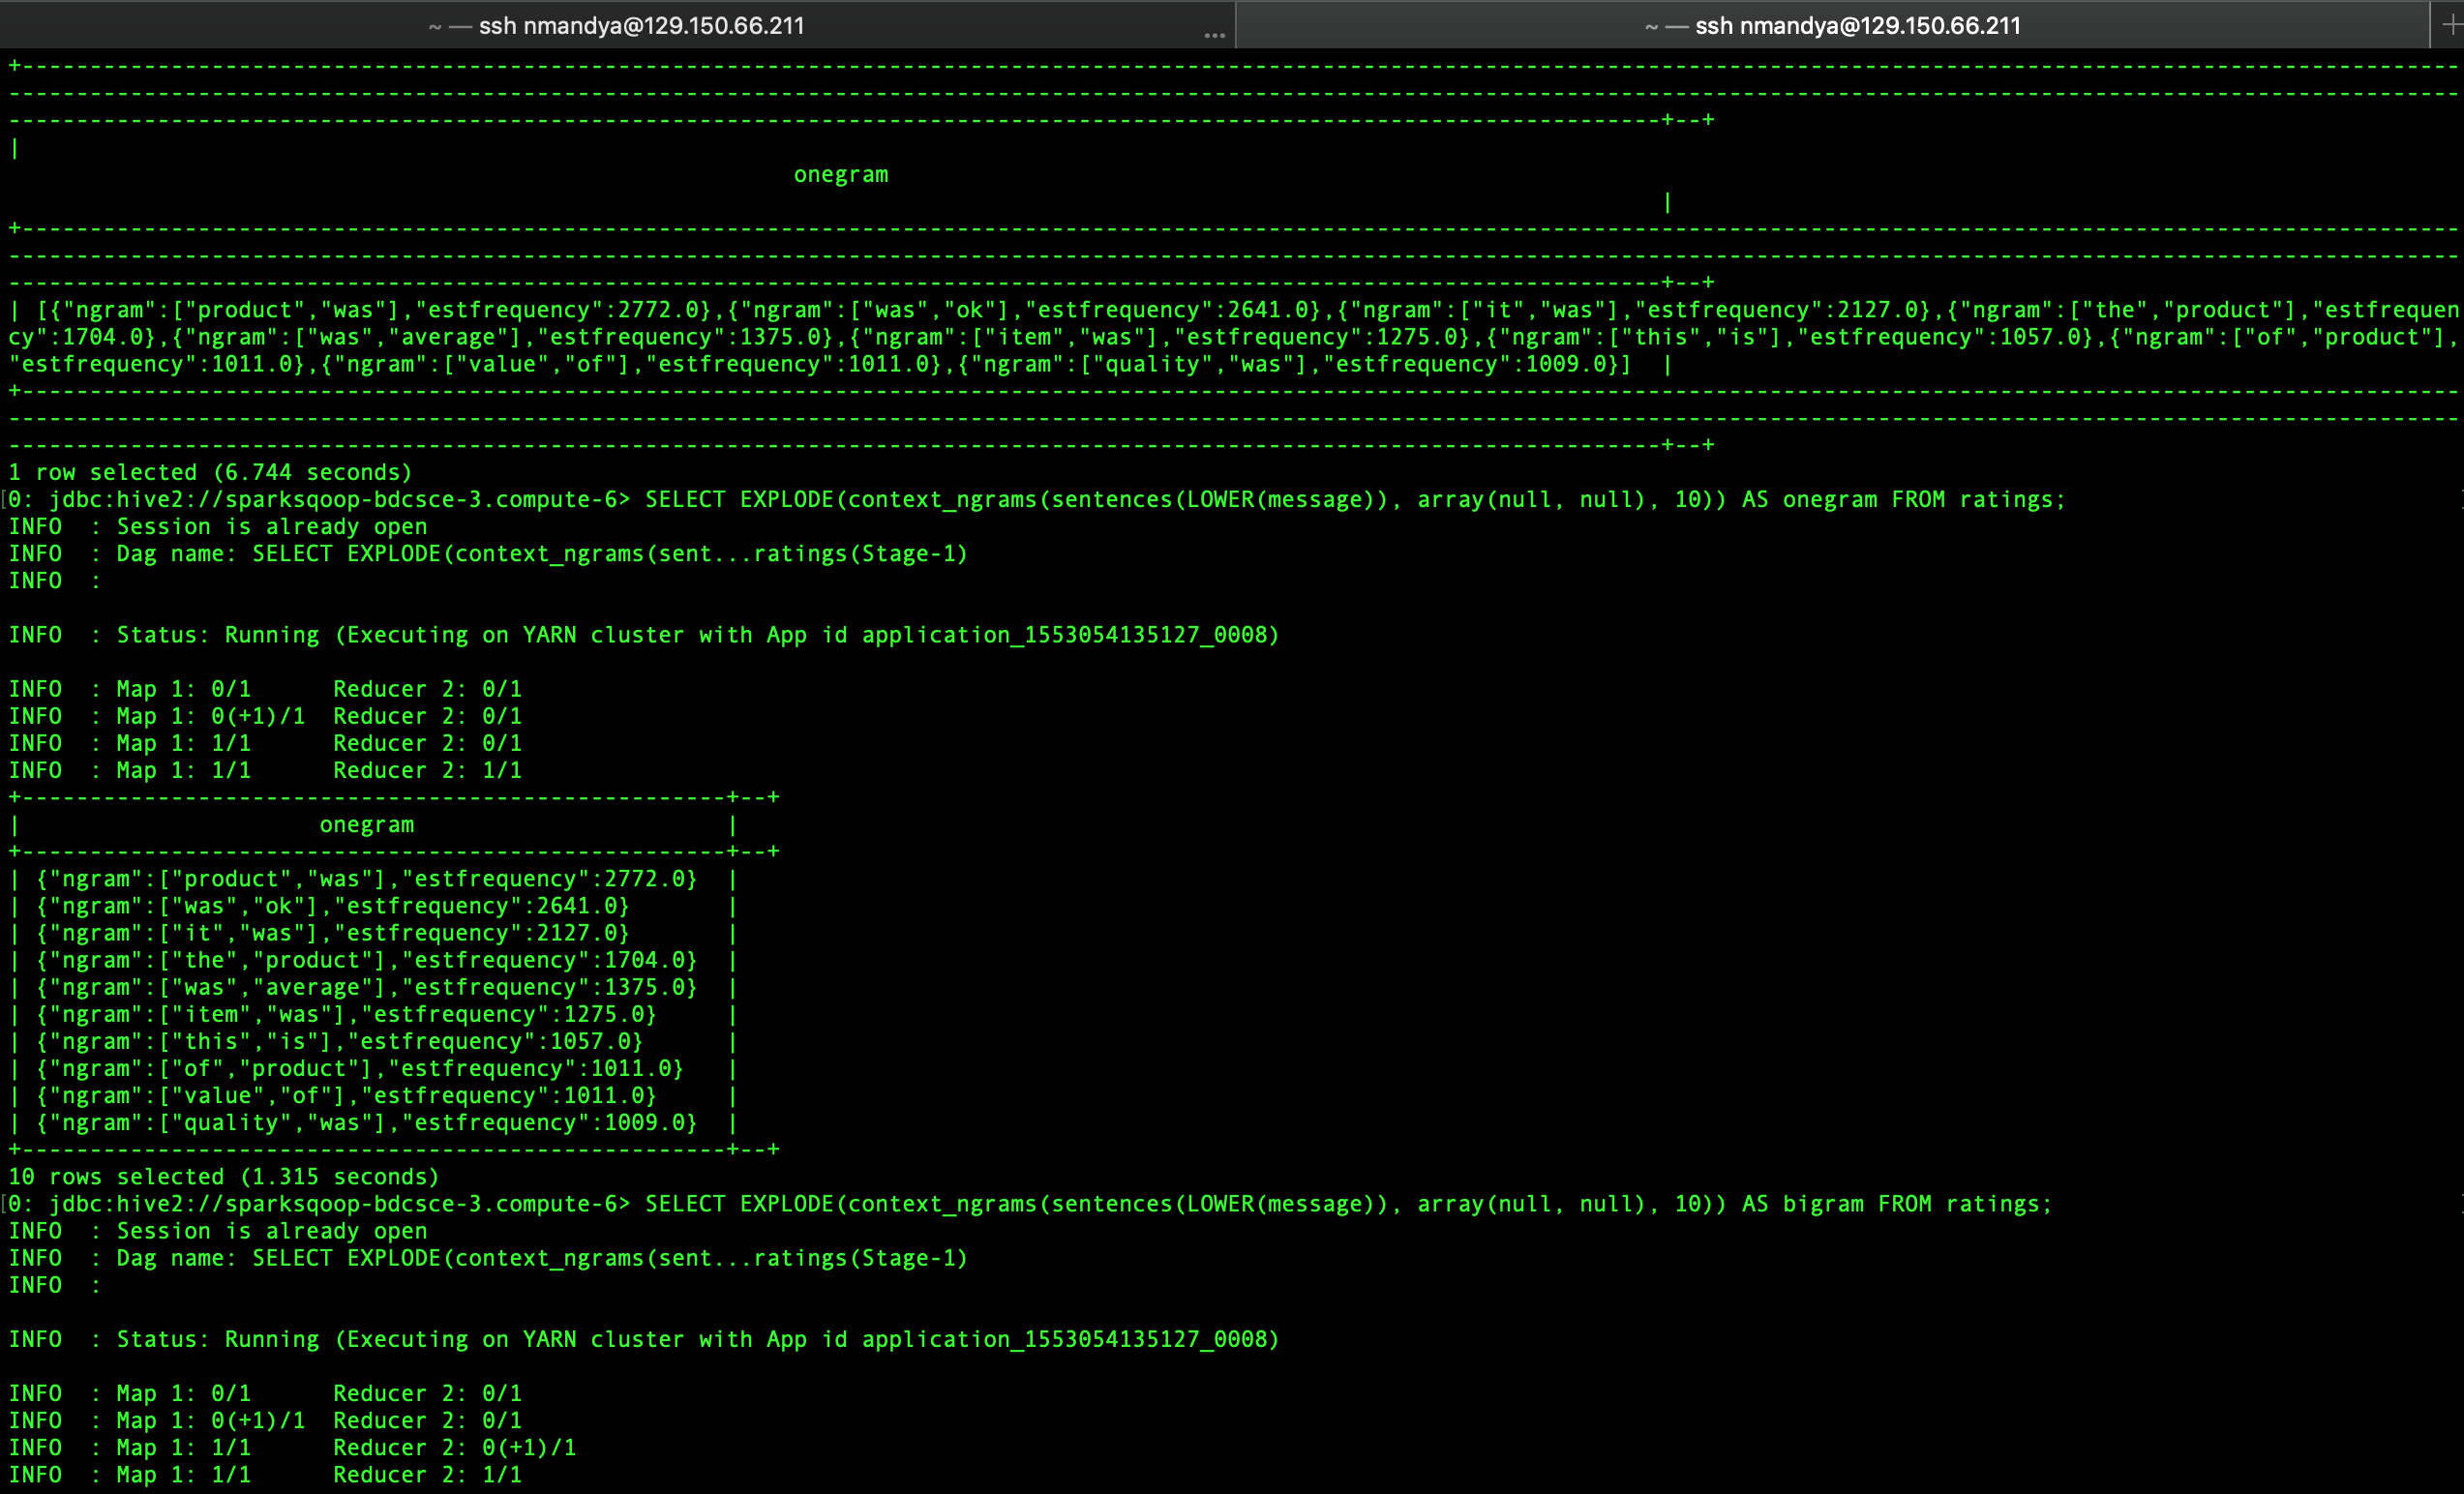 ~ — ssh nmandya@129.150.66.211 ... ~ — ssh nmandya@129.150.66.211 +
onegram
| [{"ngram":["product","was"],"estfrequency":2772.0},{"ngram":["was","ok"],"estfrequency":2641.0},{"ngram":["it","was"],"estfrequency":2127.0},{"ngram":["the","product"],"estfrequen
cy":1704.0},{"ngram":["was","average"],"estfrequency":1375.0},{"ngram":["item","was"],"estfrequency":1275.0},{"ngram":["this","is"],"estfrequency":1057.0},{"ngram":["of","product"],
"estfrequency":1011.0},{"ngram":["value","of"],"estfrequency":1011.0},{"ngram":["quality","was"],"estfrequency":1009.0}] |
1 row selected (6.744 seconds)
[0: jdbc:hive2://sparksqoop-bdcsce-3.compute-6> SELECT EXPLODE(context_ngrams(sentences(LOWER(message)), array(null, null), 10)) AS onegram FROM ratings;
INFO : Session is already open
INFO : Dag name: SELECT EXPLODE(context_ngrams(sent...ratings(Stage-1)
INFO :
INFO : Status: Running (Executing on YARN cluster with App id application_1553054135127_0008)
INFO : Map 1: 0/1 Reducer 2: 0/1
INFO : Map 1: 0(+1)/1 Reducer 2: 0/1
INFO : Map 1: 1/1 Reducer 2: 0/1
INFO : Map 1: 1/1 Reducer 2: 1/1
+----------------------------------------------------+--+
| onegram |
+----------------------------------------------------+--+
| {"ngram":["product","was"],"estfrequency":2772.0} |
| {"ngram":["was","ok"],"estfrequency":2641.0} |
| {"ngram":["it","was"],"estfrequency":2127.0} |
| {"ngram":["the","product"],"estfrequency":1704.0} |
| {"ngram":["was","average"],"estfrequency":1375.0} |
| {"ngram":["item","was"],"estfrequency":1275.0} |
| {"ngram":["this","is"],"estfrequency":1057.0} |
| {"ngram":["of","product"],"estfrequency":1011.0} |
| {"ngram":["value","of"],"estfrequency":1011.0} |
| {"ngram":["quality","was"],"estfrequency":1009.0} |
+----------------------------------------------------+--+
10 rows selected (1.315 seconds)
[0: jdbc:hive2://sparksqoop-bdcsce-3.compute-6> SELECT EXPLODE(context_ngrams(sentences(LOWER(message)), array(null, null), 10)) AS bigram FROM ratings;
INFO : Session is already open
INFO : Dag name: SELECT EXPLODE(context_ngrams(sent...ratings(Stage-1)
INFO :
INFO : Status: Running (Executing on YARN cluster with App id application_1553054135127_0008)
INFO : Map 1: 0/1 Reducer 2: 0/1
INFO : Map 1: 0(+1)/1 Reducer 2: 0/1
INFO : Map 1: 1/1 Reducer 2: 0(+1)/1
INFO : Map 1: 1/1 Reducer 2: 1/1